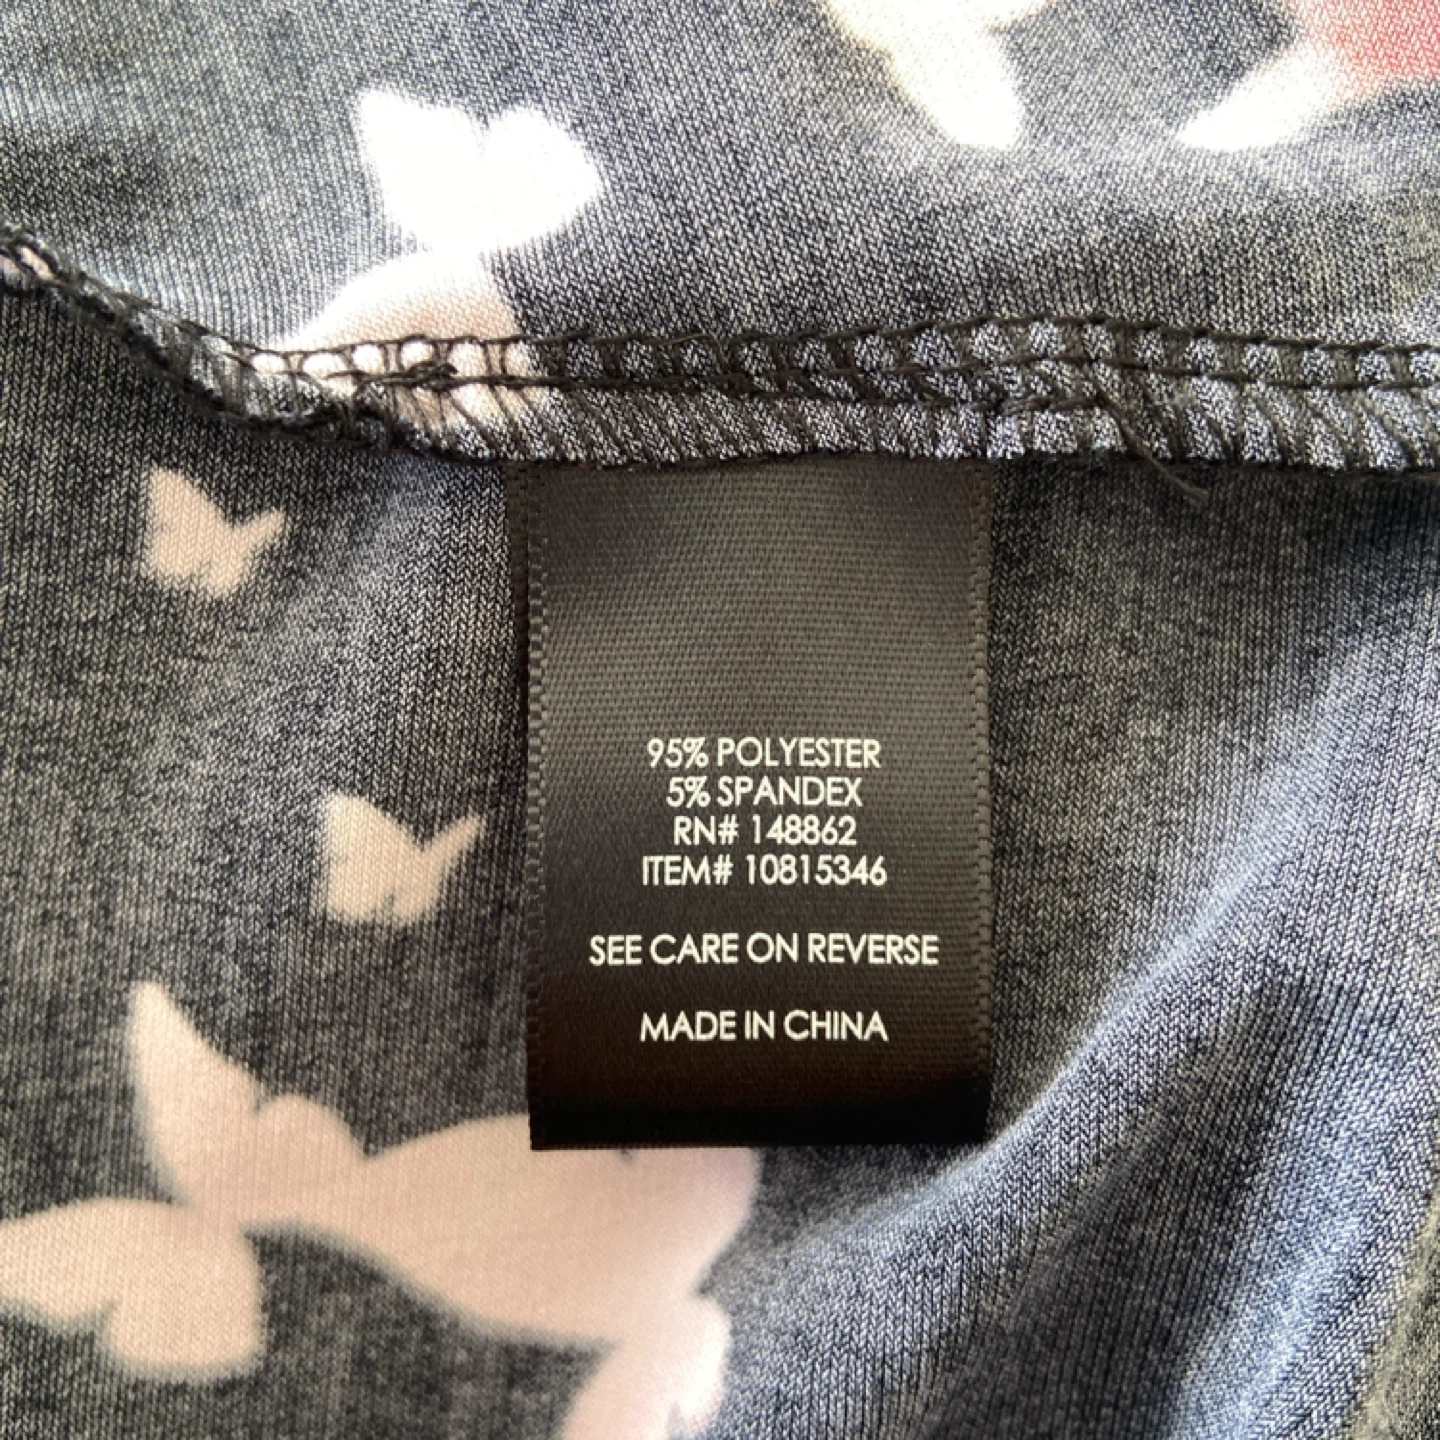 95% POLYESTER
5% SPANDEX
RN# 148862
ITEM# 10815346
SEE CARE ON REVERSE
MADE IN CHINA